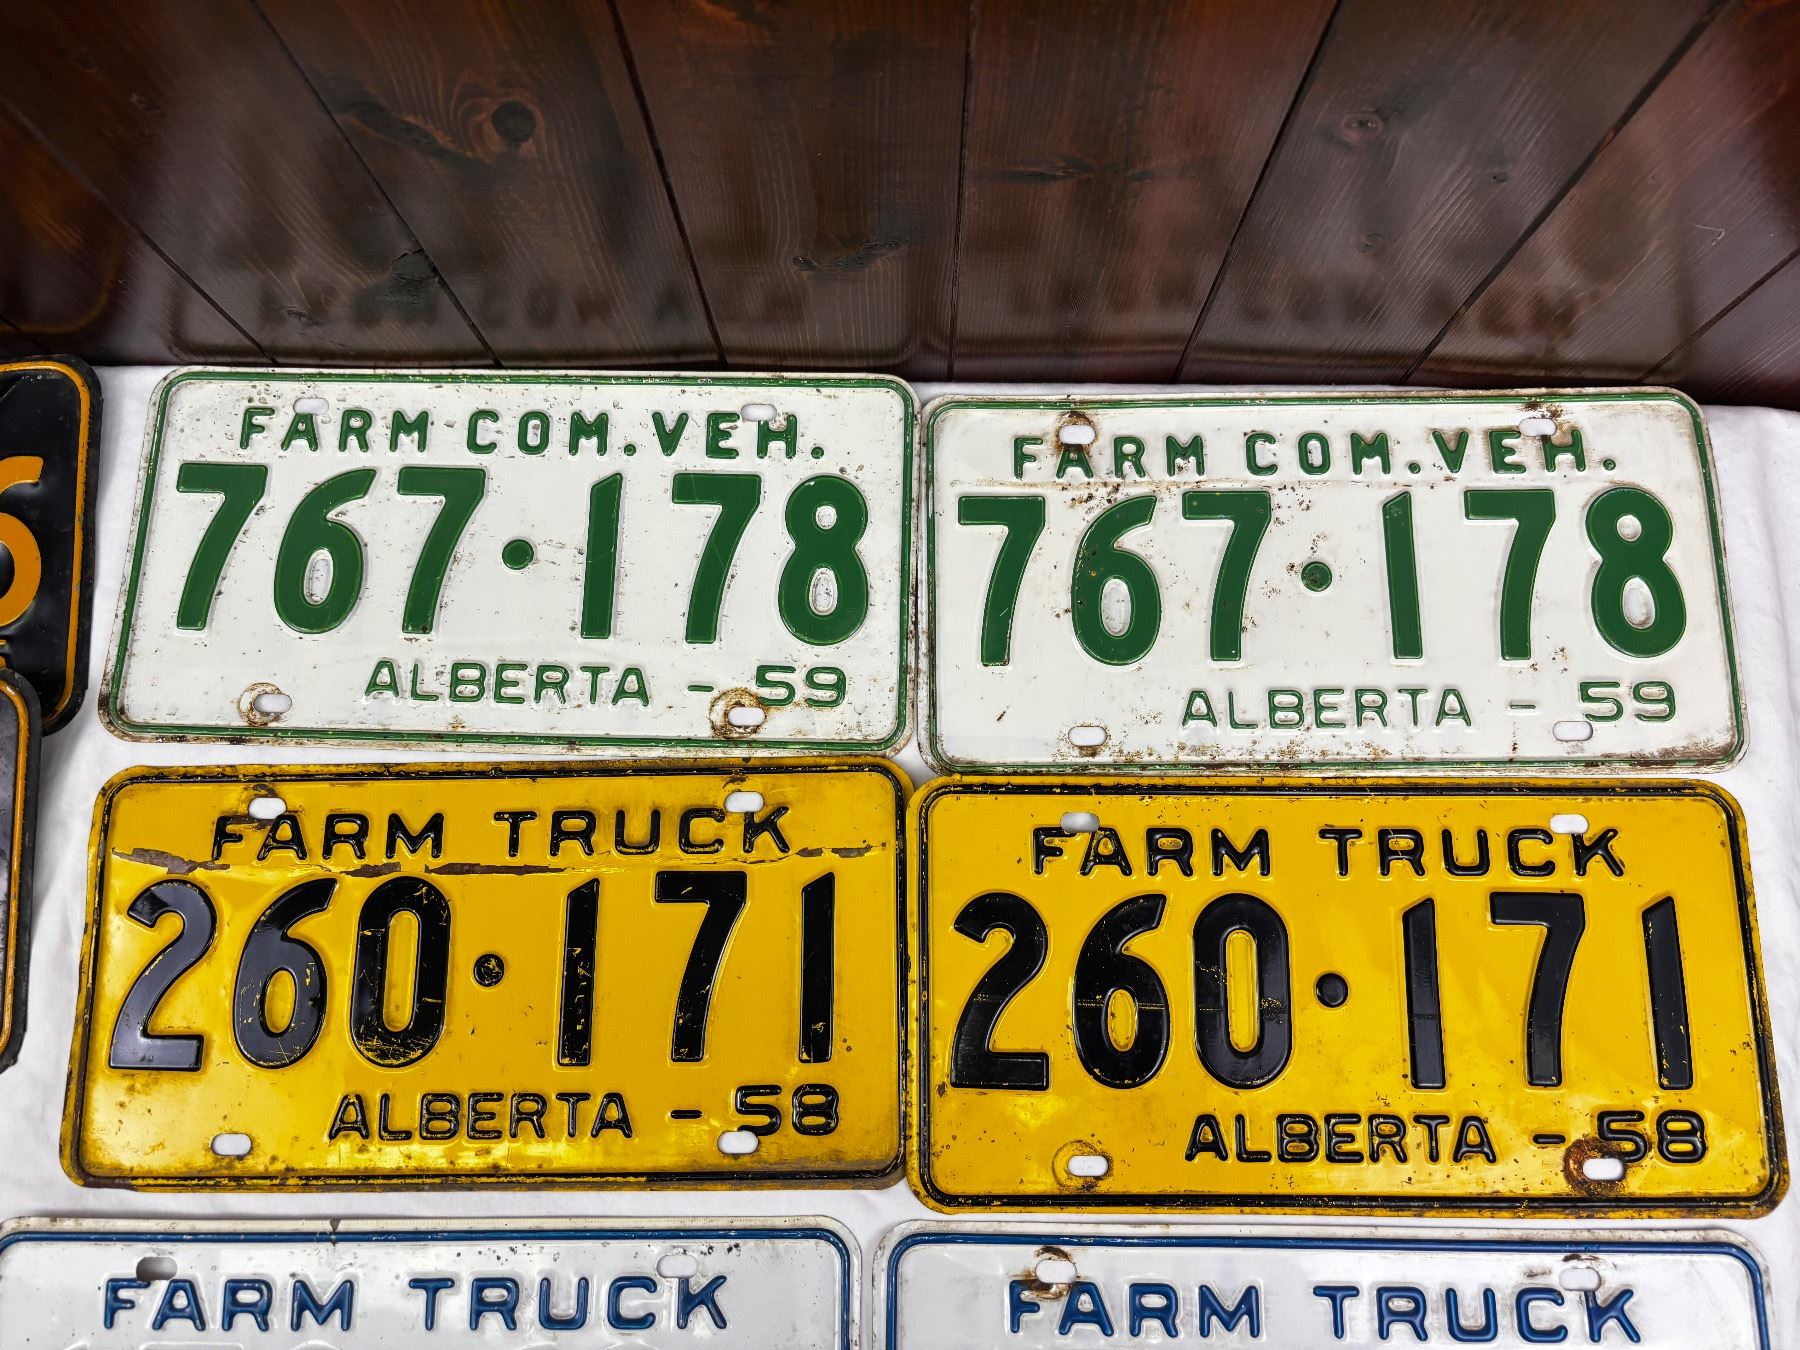 FARM COM. VEH.
767·178
ALBERTA - 59
FARM COM. VEH.
767·178
ALBERTA - 59
6
FARM TRUCK
260·171
ALBERTA - 58
FARM TRUCK
260·171
ALBERTA - 58
FARM TRUCK
FARM TRUCK